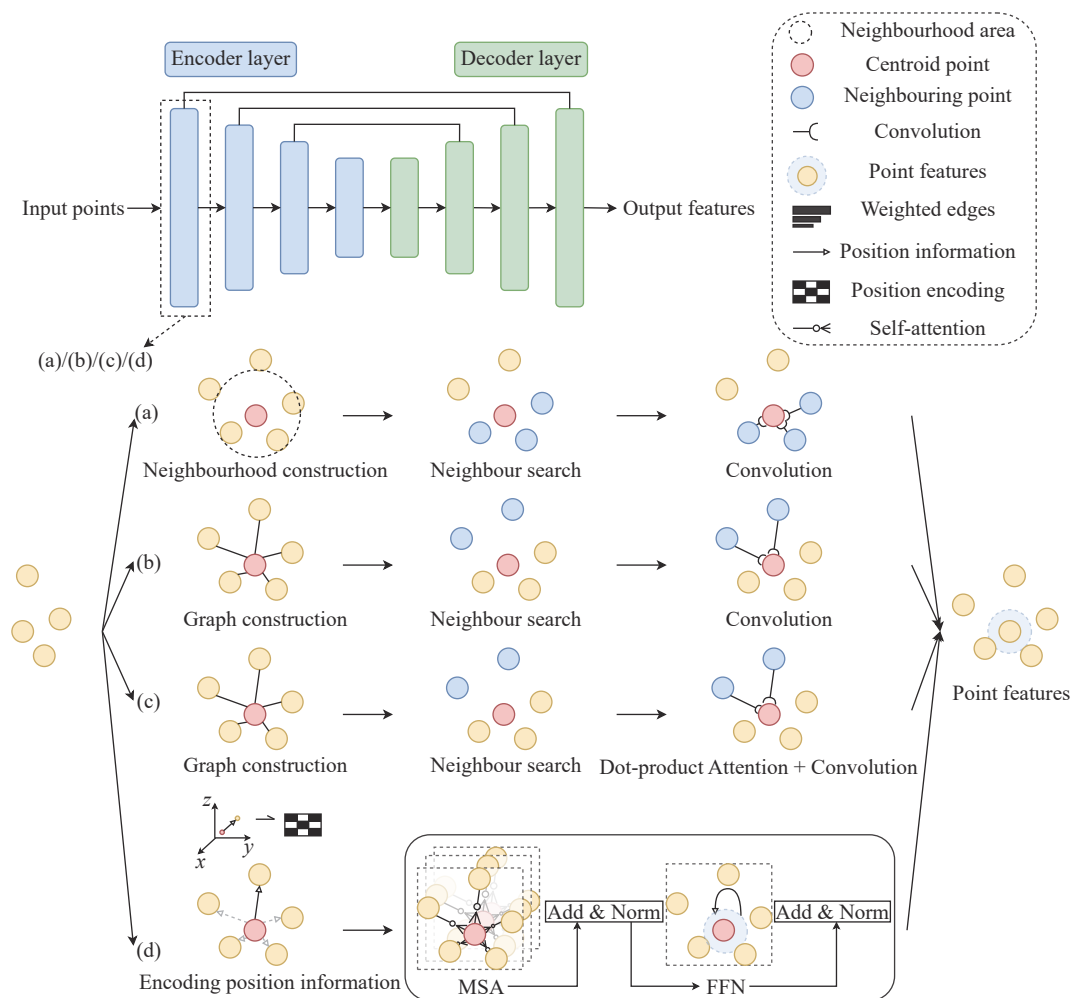 Encoder layer
Decoder layer
Input points
Output features
(a)/(b)/(c)/(d)
Neighbourhood area
Centroid point
Neighbouring point
Convolution
Point features
Weighted edges
Position information
Position encoding
Self-attention
(a)
Neighbourhood construction
Neighbour search
Convolution
(b)
Graph construction
Neighbour search
Convolution
(c)
Graph construction
Neighbour search
Dot-product Attention + Convolution
Point features
z
x
y
(d)
Encoding position information
MSA
Add & Norm
FFN
Add & Norm